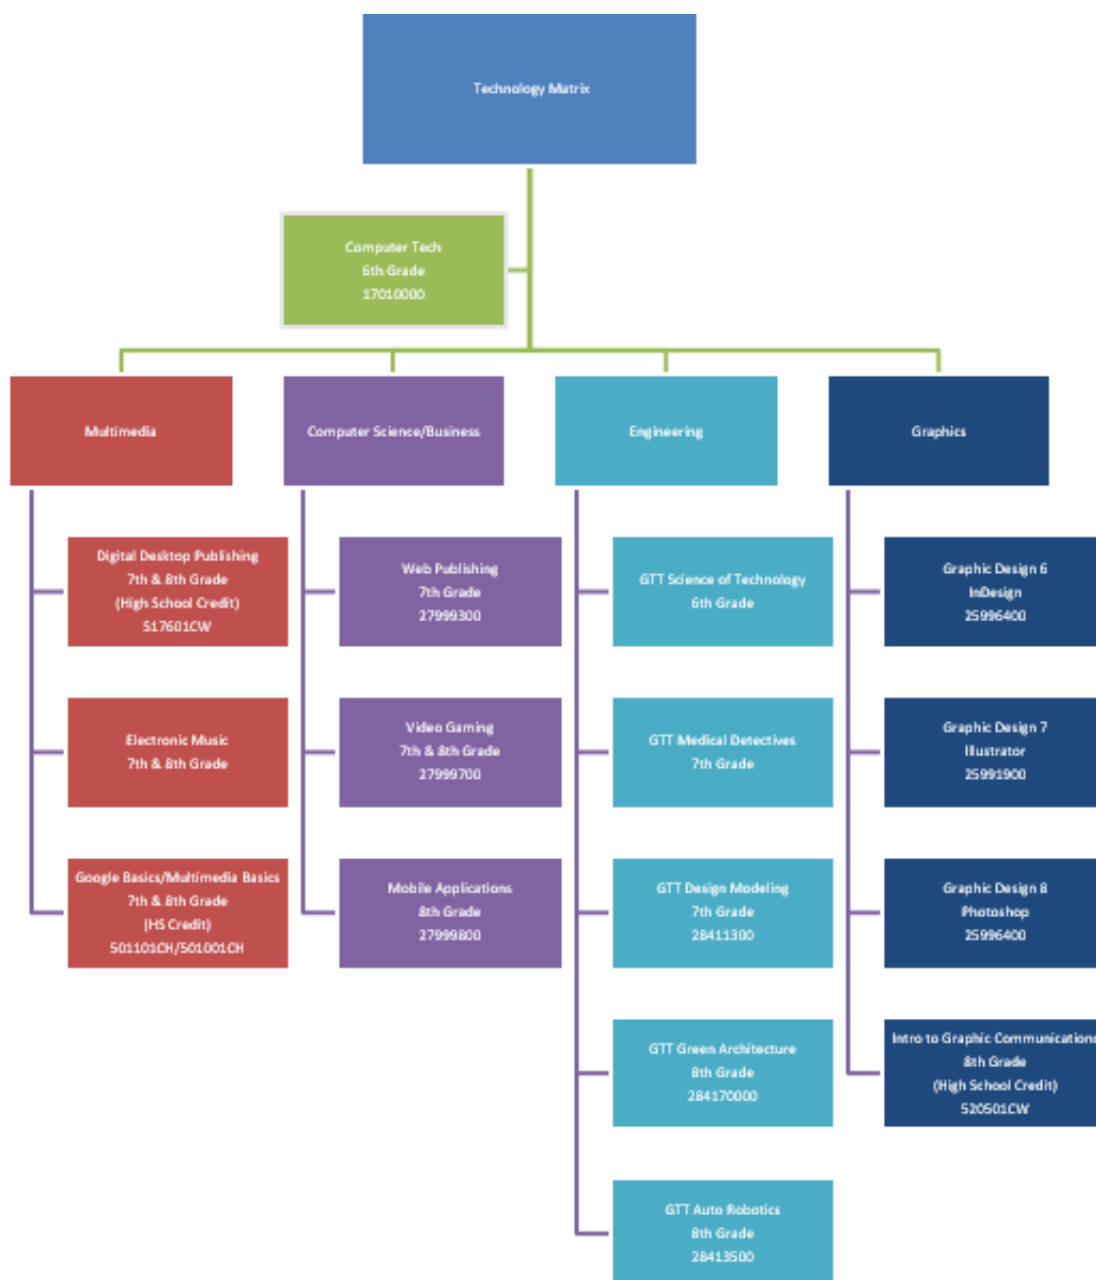 Technology Matrix
Computer Tech
6th Grade
17010000
Multimedia
Computer Science/Business
Engineering
Graphics
Digital Desktop Publishing
7th & 8th Grade
(High School Credit)
517601CW
Electronic Music
7th & 8th Grade
Google Basics/Multimedia Basics
7th & 8th Grade
(HS Credit)
501101CH/501001CH
Web Publishing
7th Grade
27999300
Video Gaming
7th & 8th Grade
27999700
Mobile Applications
8th Grade
27999800
GTT Science of Technology
6th Grade
GTT Medical Detectives
7th Grade
GTT Design Modeling
7th Grade
28411300
GTT Green Architecture
8th Grade
284170000
GTT Auto Robotics
8th Grade
28413500
Graphic Design 6
InDesign
25996400
Graphic Design 7
Illustrator
25991900
Graphic Design 8
Photoshop
25996400
Intro to Graphic Communications
8th Grade
(High School Credit)
520501CW